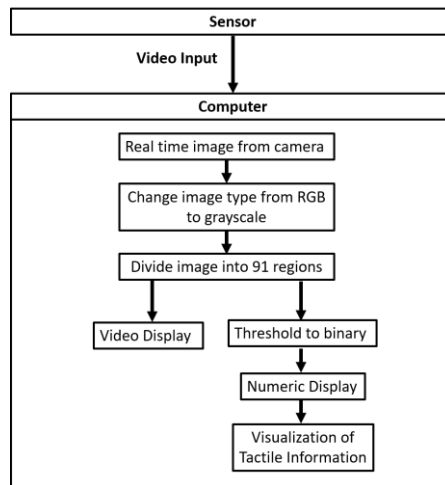 Sensor
Video Input
Computer
Real time image from camera
Change image type from RGB
to grayscale
Divide image into 91 regions
Video Display
Threshold to binary
Numeric Display
Visualization of
Tactile Information